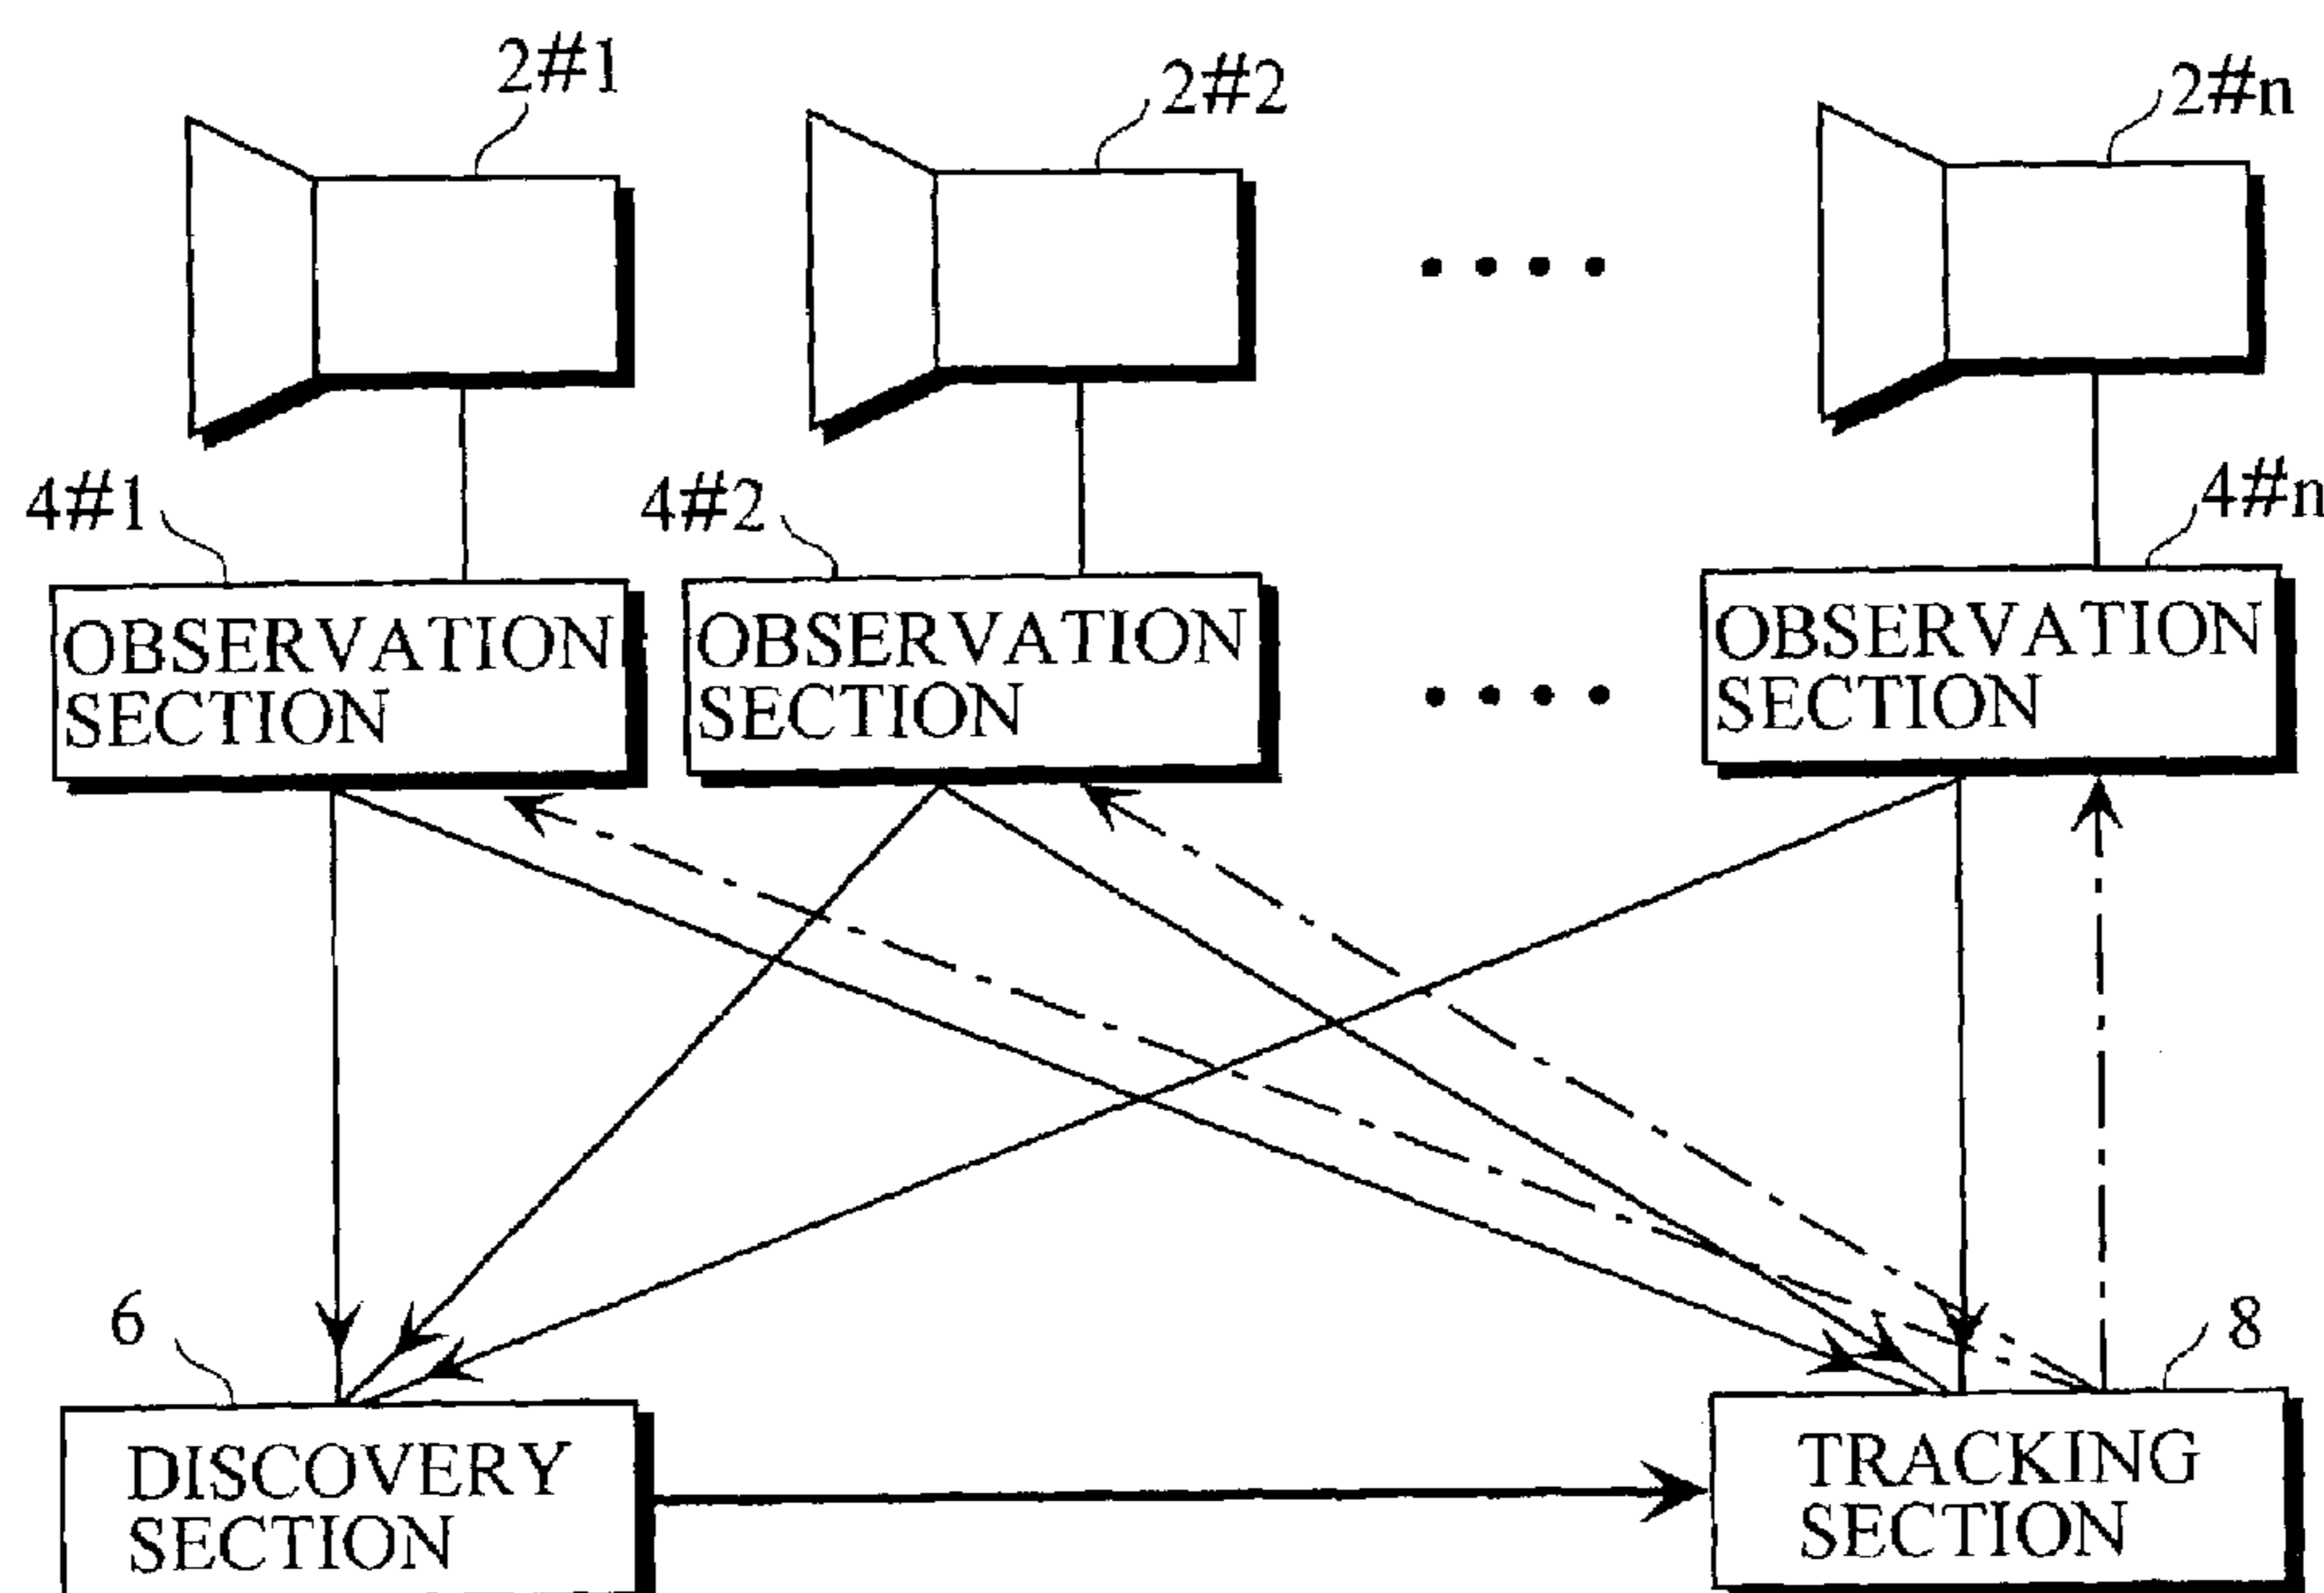 2#1
2#2
2#n
4#1
4#2
4#n
OBSERVATION
SECTION
OBSERVATION
SECTION
OBSERVATION
SECTION
6
8
DISCOVERY
SECTION
TRACKING
SECTION